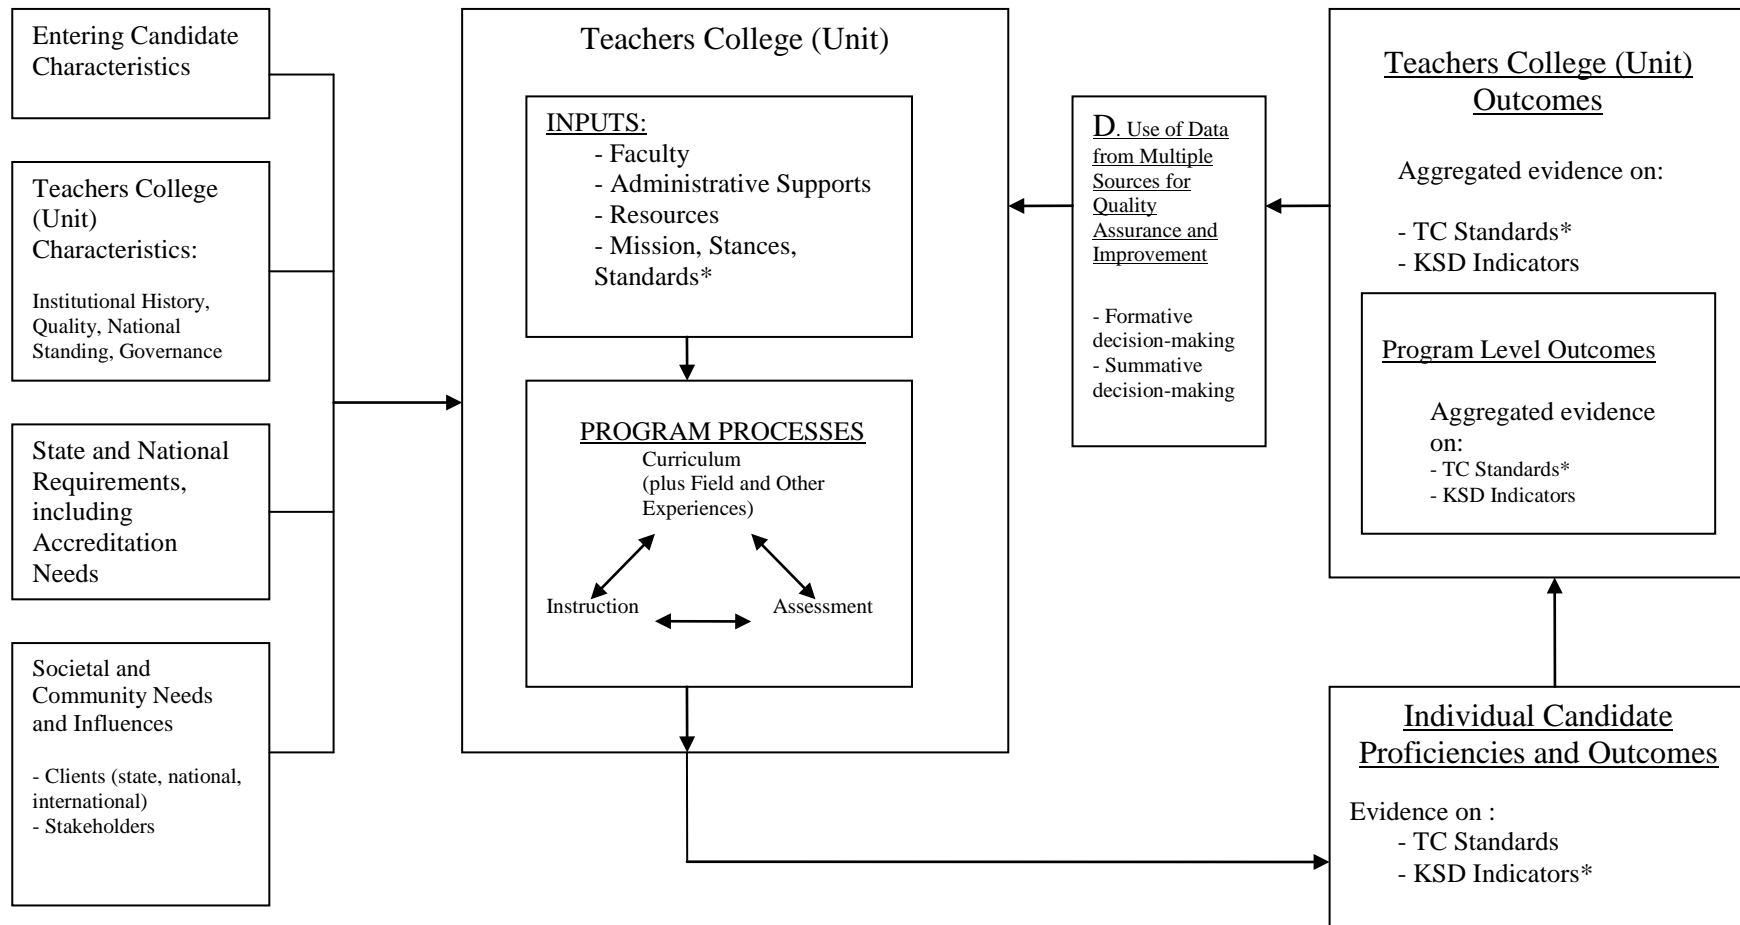 Entering Candidate
Characteristics
Teachers College
(Unit)
Characteristics:
Institutional History,
Quality, National
Standing, Governance
State and National
Requirements,
including
Accreditation
Needs
Societal and
Community Needs
and Influences
- Clients (state, national,
international)
- Stakeholders
Teachers College (Unit)
INPUTS:
- Faculty
- Administrative Supports
- Resources
- Mission, Stances,
Standards*
PROGRAM PROCESSES
Curriculum
(plus Field and Other
Experiences)
Instruction
Assessment
D. Use of Data
from Multiple
Sources for
Quality
Assurance and
Improvement
- Formative
decision-making
- Summative
decision-making
Teachers College (Unit)
Outcomes
Aggregated evidence on:
- TC Standards*
- KSD Indicators
Program Level Outcomes
Aggregated evidence
on:
- TC Standards*
- KSD Indicators
Individual Candidate
Proficiencies and Outcomes
Evidence on :
- TC Standards
- KSD Indicators*